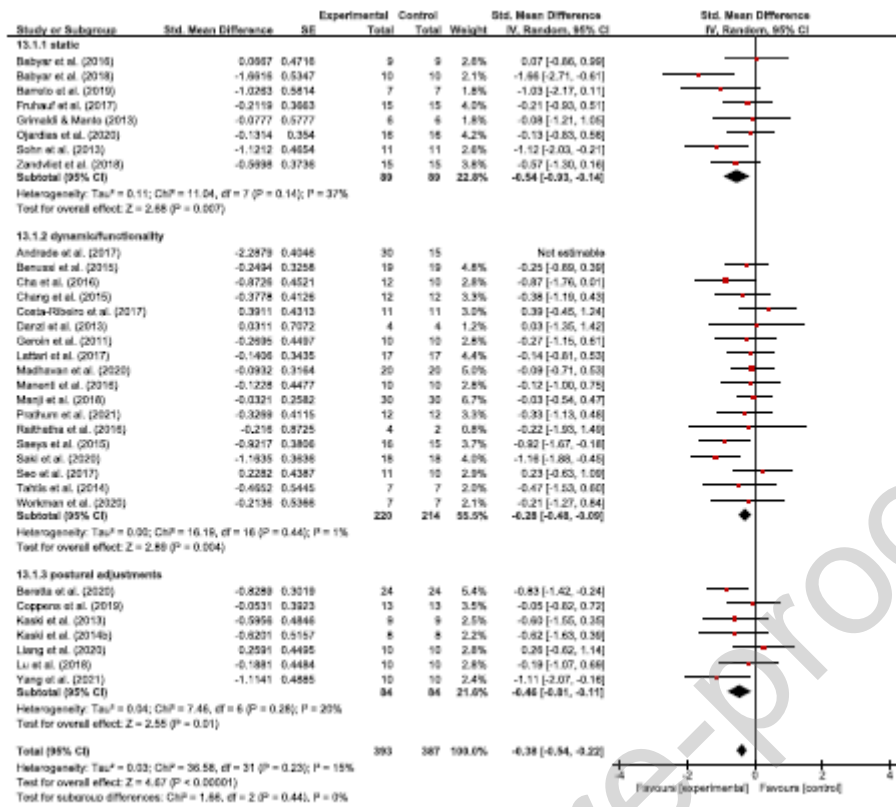 Experimental Control Std. Mean Difference Std. Mean Difference
Study or Subgroup Std. Mean Difference SE Total Total Weight IV, Random, 95% CI IV, Random, 95% CI
13.1.1 static
Babyar et al. (2016) 0.0667 0.4716 9 9 2.6% 0.07 [-0.86, 0.99]
Babyar et al. (2018) -1.6616 0.5347 10 10 2.1% -1.66 [-2.71, -0.61]
Barreto et al. (2019) -1.0263 0.5814 7 7 1.8% -1.03 [-2.17, 0.11]
Fruhauf et al. (2017) -0.2119 0.3663 15 15 4.0% -0.21 [-0.93, 0.51]
Grimaldi & Manto (2013) -0.0777 0.5777 6 6 1.8% -0.08 [-1.21, 1.05]
Ojardias et al. (2020) -0.1314 0.354 16 16 4.2% -0.13 [-0.83, 0.56]
Sohn et al. (2013) -1.1212 0.4654 11 11 2.7% -1.12 [-2.03, -0.21]
Zandvliet et al. (2018) -0.5698 0.3736 15 15 3.8% -0.57 [-1.30, 0.16]
Subtotal (95% CI) 89 89 22.8% -0.54 [-0.93, -0.14]
Heterogeneity: Tau² = 0.11; Chi² = 11.04, df = 7 (P = 0.14); I² = 37%
Test for overall effect: Z = 2.68 (P = 0.007)
13.1.2 dynamic/functionality
Andrade et al. (2017) -2.2879 0.4046 30 15 Not estimable
Benussi et al. (2015) -0.2494 0.3258 19 19 4.8% -0.25 [-0.89, 0.39]
Cha et al. (2016) -0.8726 0.4521 12 10 2.8% -0.87 [-1.76, 0.01]
Chang et al. (2015) -0.3778 0.4126 12 12 3.3% -0.38 [-1.19, 0.43]
Costa-Ribeiro et al. (2017) 0.3911 0.4313 11 11 3.0% 0.39 [-0.45, 1.24]
Danzl et al. (2013) 0.0311 0.7072 4 4 1.2% 0.03 [-1.35, 1.42]
Geroin et al. (2011) -0.2695 0.4497 10 10 2.8% -0.27 [-1.15, 0.61]
Lattari et al. (2017) -0.1406 0.3435 17 17 4.4% -0.14 [-0.81, 0.53]
Madhavan et al. (2020) -0.0932 0.3164 20 20 5.0% -0.09 [-0.71, 0.53]
Manenti et al. (2016) -0.1228 0.4477 10 10 2.8% -0.12 [-1.00, 0.75]
Manji et al. (2018) -0.0321 0.2582 30 30 6.7% -0.03 [-0.54, 0.47]
Prathum et al. (2021) -0.3269 0.4115 12 12 3.3% -0.33 [-1.13, 0.48]
Raithatha et al. (2016) -0.216 0.8725 4 2 0.8% -0.22 [-1.93, 1.49]
Saeys et al. (2015) -0.9217 0.3806 16 15 3.7% -0.92 [-1.67, -0.18]
Saki et al. (2020) -1.1635 0.3636 18 18 4.0% -1.16 [-1.88, -0.45]
Seo et al. (2017) 0.2282 0.4387 11 10 2.9% 0.23 [-0.63, 1.09]
Tahtis et al. (2014) -0.4652 0.5445 7 7 2.0% -0.47 [-1.53, 0.60]
Workman et al. (2020) -0.2136 0.5366 7 7 2.1% -0.21 [-1.27, 0.84]
Subtotal (95% CI) 220 214 55.5% -0.28 [-0.48, -0.09]
Heterogeneity: Tau² = 0.00; Chi² = 16.19, df = 16 (P = 0.44); I² = 1%
Test for overall effect: Z = 2.89 (P = 0.004)
13.1.3 postural adjustments
Beretta et al. (2020) -0.8289 0.3019 24 24 5.4% -0.83 [-1.42, -0.24]
Coppens et al. (2019) -0.0531 0.3923 13 13 3.5% -0.05 [-0.82, 0.72]
Kaski et al. (2013) -0.5956 0.4846 9 9 2.5% -0.60 [-1.55, 0.35]
Kaski et al. (2014b) -0.6201 0.5157 8 8 2.2% -0.62 [-1.63, 0.39]
Liang et al. (2020) 0.2591 0.4495 10 10 2.8% 0.26 [-0.62, 1.14]
Lu et al. (2018) -0.1881 0.4484 10 10 2.8% -0.19 [-1.07, 0.69]
Yang et al. (2021) -1.1141 0.4885 10 10 2.4% -1.11 [-2.07, -0.16]
Subtotal (95% CI) 84 84 21.6% -0.46 [-0.81, -0.11]
Heterogeneity: Tau² = 0.04; Chi² = 7.46, df = 6 (P = 0.28); I² = 20%
Test for overall effect: Z = 2.55 (P = 0.01)
Total (95% CI) 393 387 100.0% -0.38 [-0.54, -0.22]
Heterogeneity: Tau² = 0.03; Chi² = 36.58, df = 31 (P = 0.23); I² = 15%
Test for overall effect: Z = 4.67 (P < 0.00001)
Test for subgroup differences: Chi² = 1.66, df = 2 (P = 0.44), I² = 0%
-4 -2 0 2 4
Favours [experimental] Favours [control]
re-proo